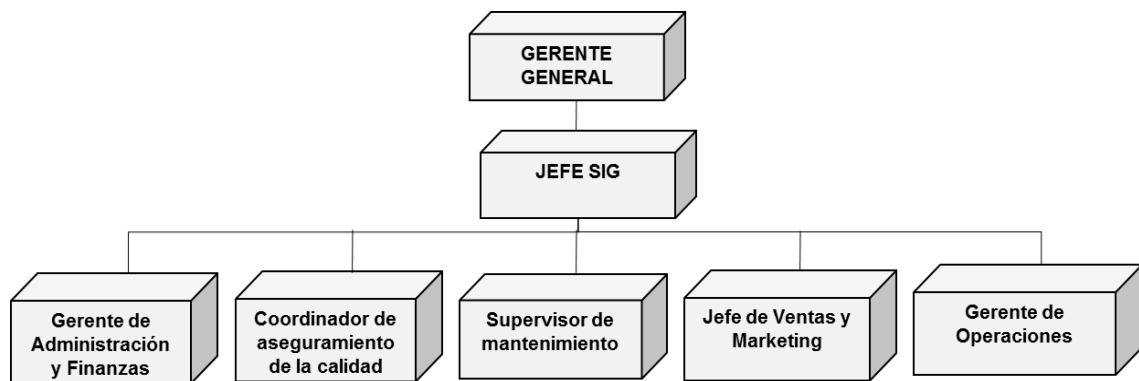 GERENTE
GENERAL
JEFE SIG
Gerente de
Administración
y Finanzas
Coordinador de
aseguramiento
de la calidad
Supervisor de
mantenimiento
Jefe de Ventas y
Marketing
Gerente de
Operaciones